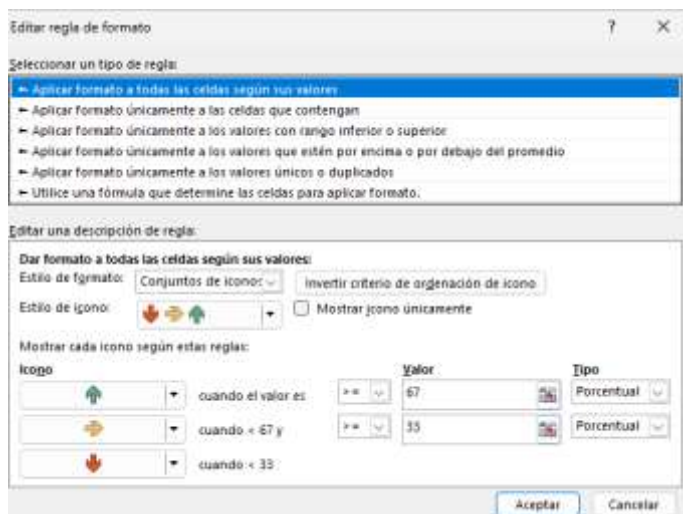 Editar regla de formato ? ×
Seleccionar un tipo de regla:
► Aplicar formato a todas las celdas según sus valores
► Aplicar formato únicamente a las celdas que contengan
► Aplicar formato únicamente a los valores con rango inferior o superior
► Aplicar formato únicamente a los valores que estén por encima o por debajo del promedio
► Aplicar formato únicamente a los valores únicos o duplicados
► Utilice una fórmula que determine las celdas para aplicar formato.
Editar una descripción de regla:
Dar formato a todas las celdas según sus valores:
Estilo de formato: Conjuntos de iconos Invertir criterio de ordenación de icono
Estilo de icono: Mostrar icono únicamente
Mostrar cada icono según estas reglas:
Icono Valor Tipo
cuando el valor es >= 67 Porcentual
cuando < 67 y >= 33 Porcentual
cuando < 33
Aceptar Cancelar